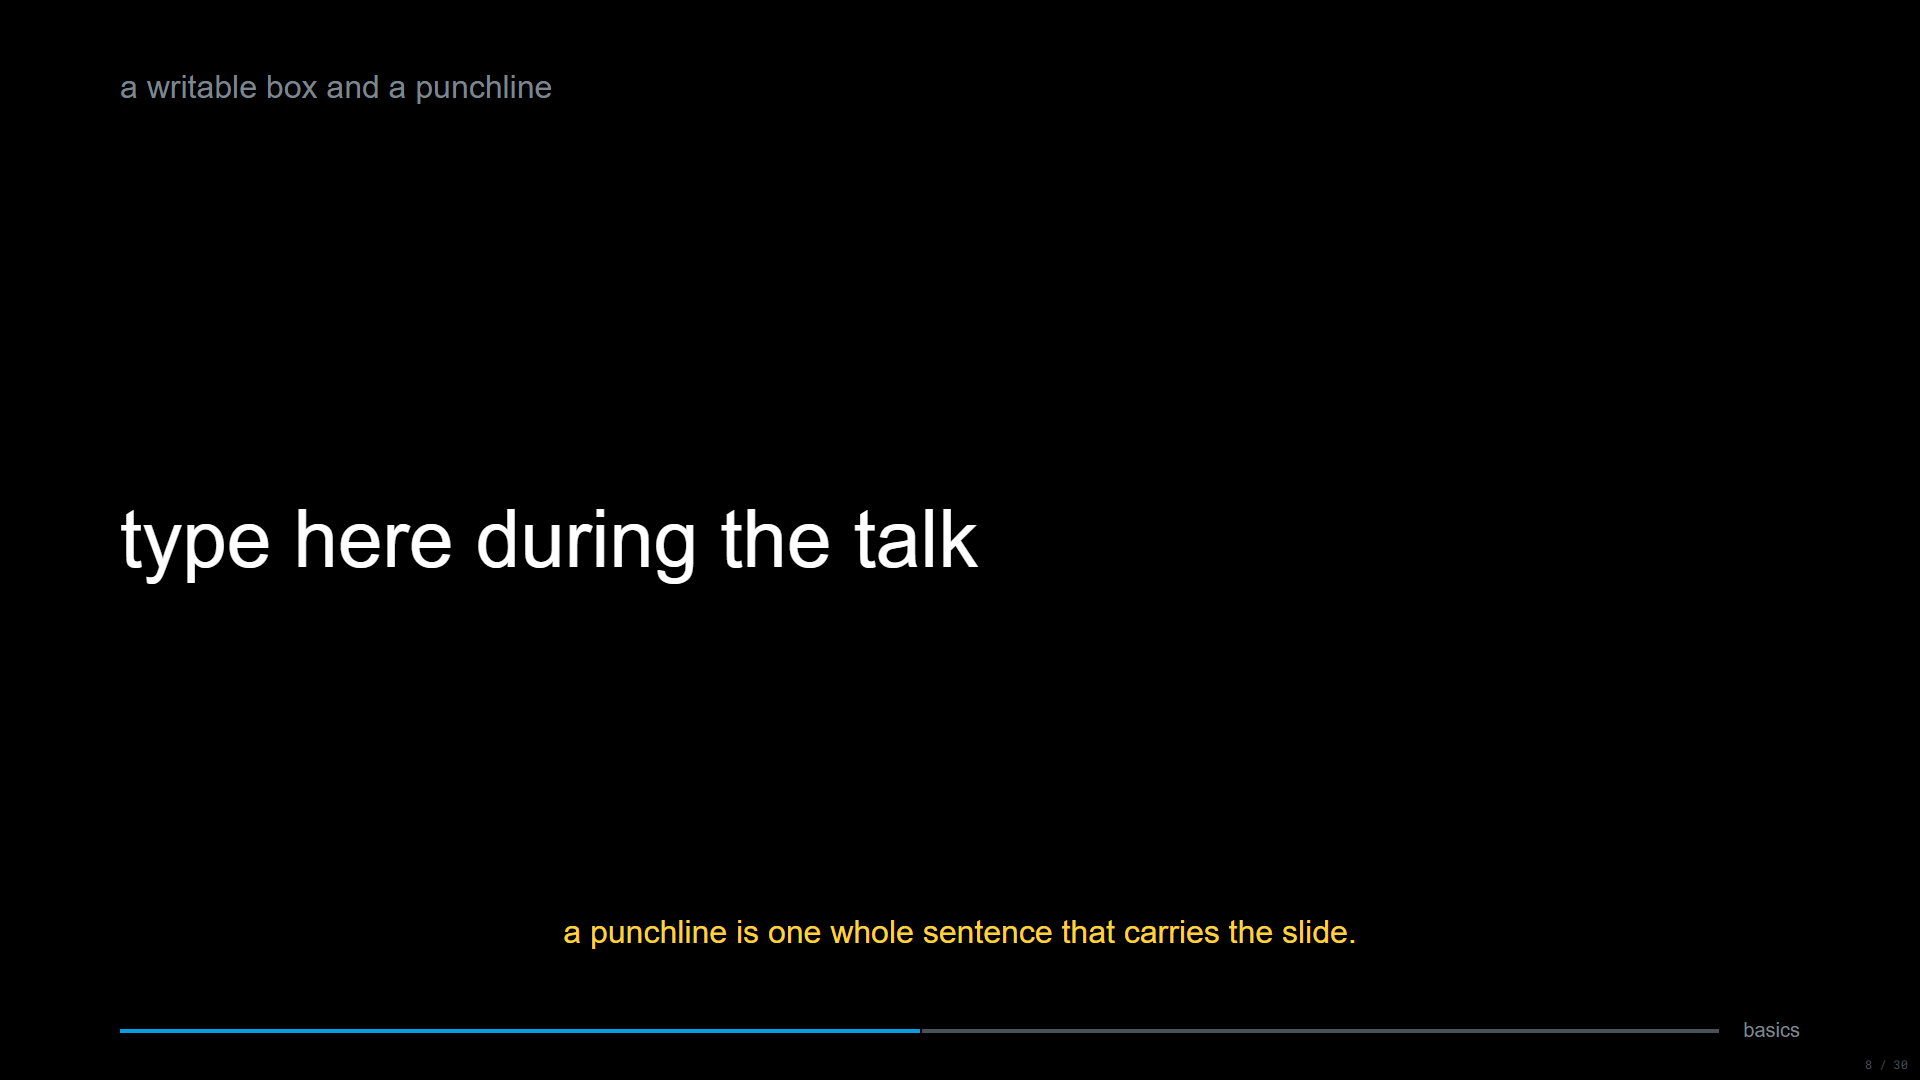 a writable box and a punchline
type here during the talk
a punchline is one whole sentence that carries the slide.
basics
8 / 30